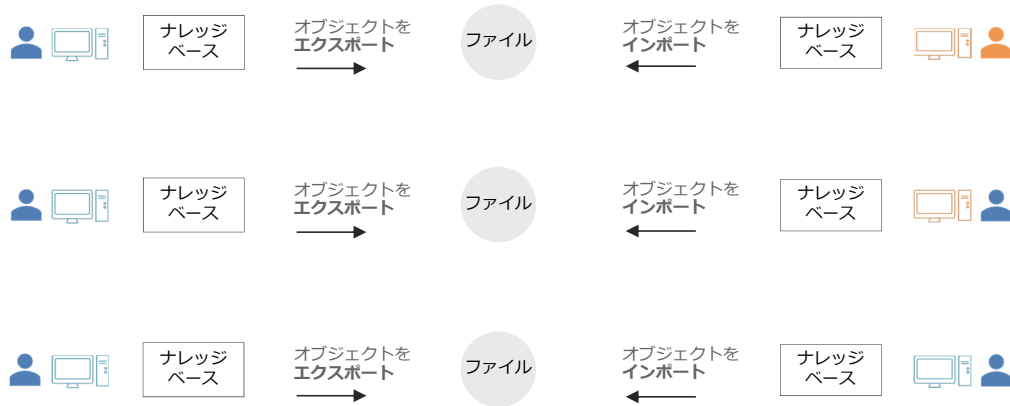 ナレッジ
ベース
オブジェクトを
エクスポート
ファイル
オブジェクトを
インポート
ナレッジ
ベース
ナレッジ
ベース
オブジェクトを
エクスポート
ファイル
オブジェクトを
インポート
ナレッジ
ベース
ナレッジ
ベース
オブジェクトを
エクスポート
ファイル
オブジェクトを
インポート
ナレッジ
ベース